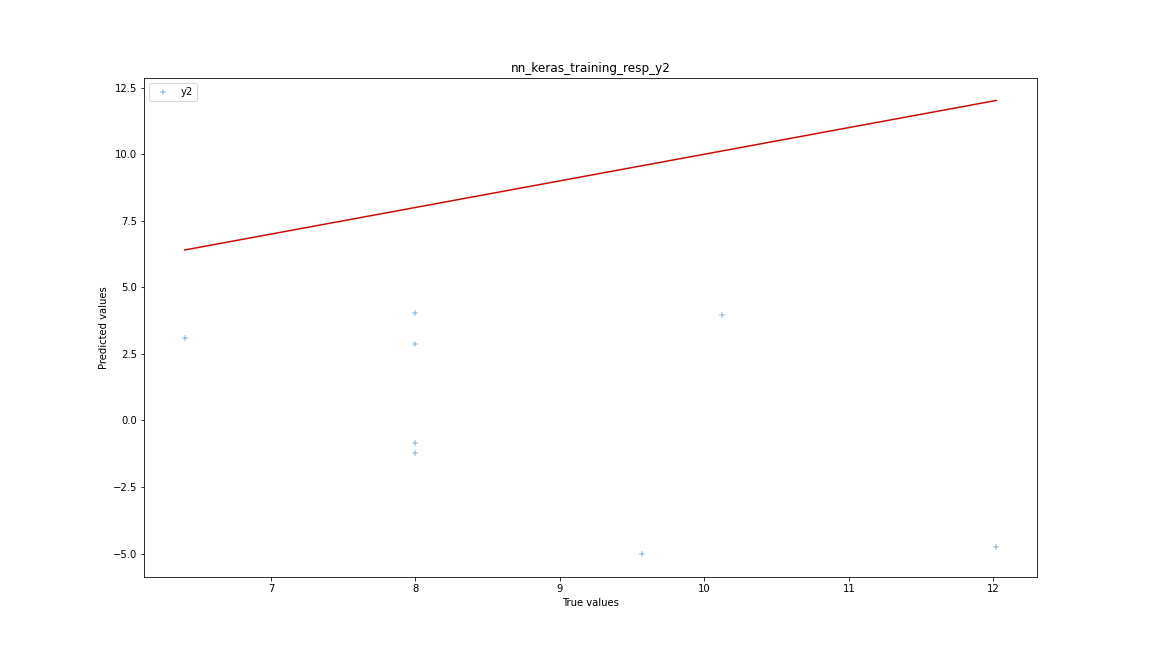 nn_keras_training_resp_y2
y2
12.5
10.0
7.5
5.0
2.5
0.0
−2.5
−5.0
Predicted values
7 8 9 10 11 12
True values